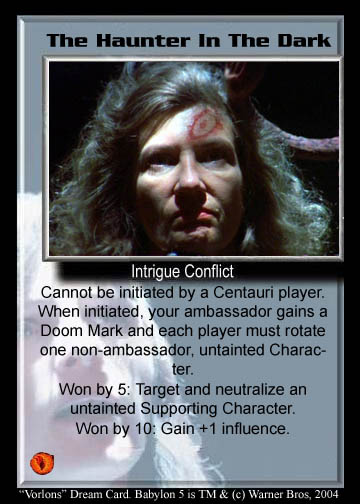 The Haunter In The Dark
Intrigue Conflict
Cannot be initiated by a Centauri player.
When initiated, your ambassador gains a
Doom Mark and each player must rotate
one non-ambassador, untainted Charac-
ter.
Won by 5: Target and neutralize an
untainted Supporting Character.
Won by 10: Gain +1 influence.
“Vorlons” Dream Card. Babylon 5 is TM & (c) Warner Bros, 2004